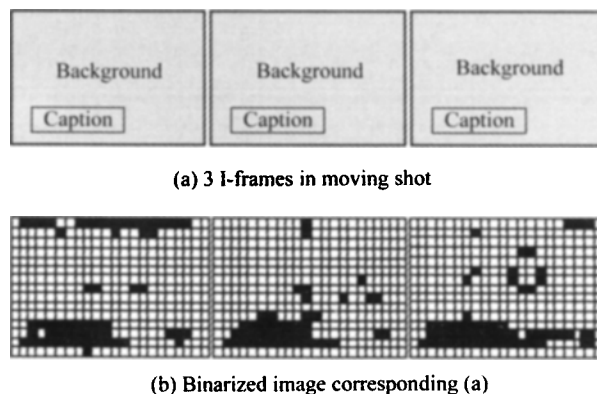 Background Background Background
Caption Caption Caption
(a) 3 I-frames in moving shot
(b) Binarized image corresponding (a)